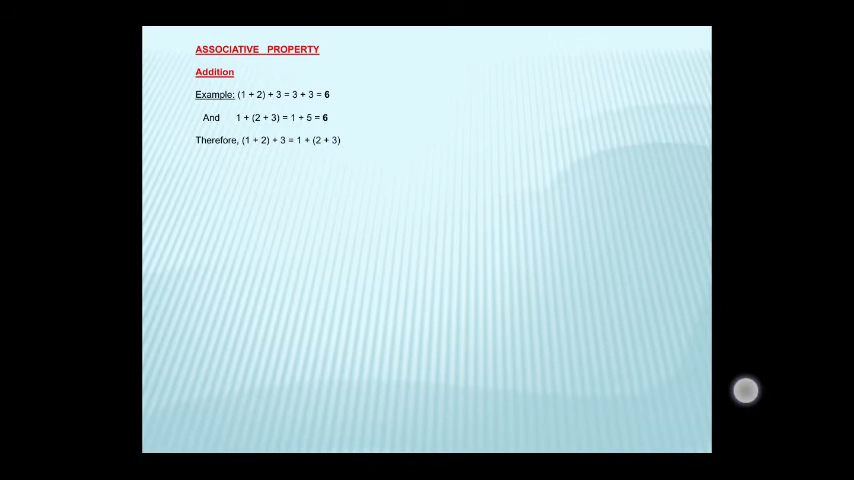 ASSOCIATIVE PROPERTY
Addition
Example: (1 + 2) + 3 = 3 + 3 = 6
And 1 + (2 + 3) = 1 + 5 = 6
Therefore, (1 + 2) + 3 = 1 + (2 + 3)